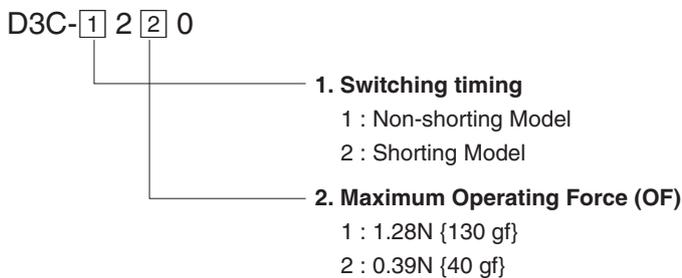 D3C-1 2 2 0
1. Switching timing
1 : Non-shorting Model
2 : Shorting Model
2. Maximum Operating Force (OF)
1 : 1.28N {130 gf}
2 : 0.39N {40 gf}